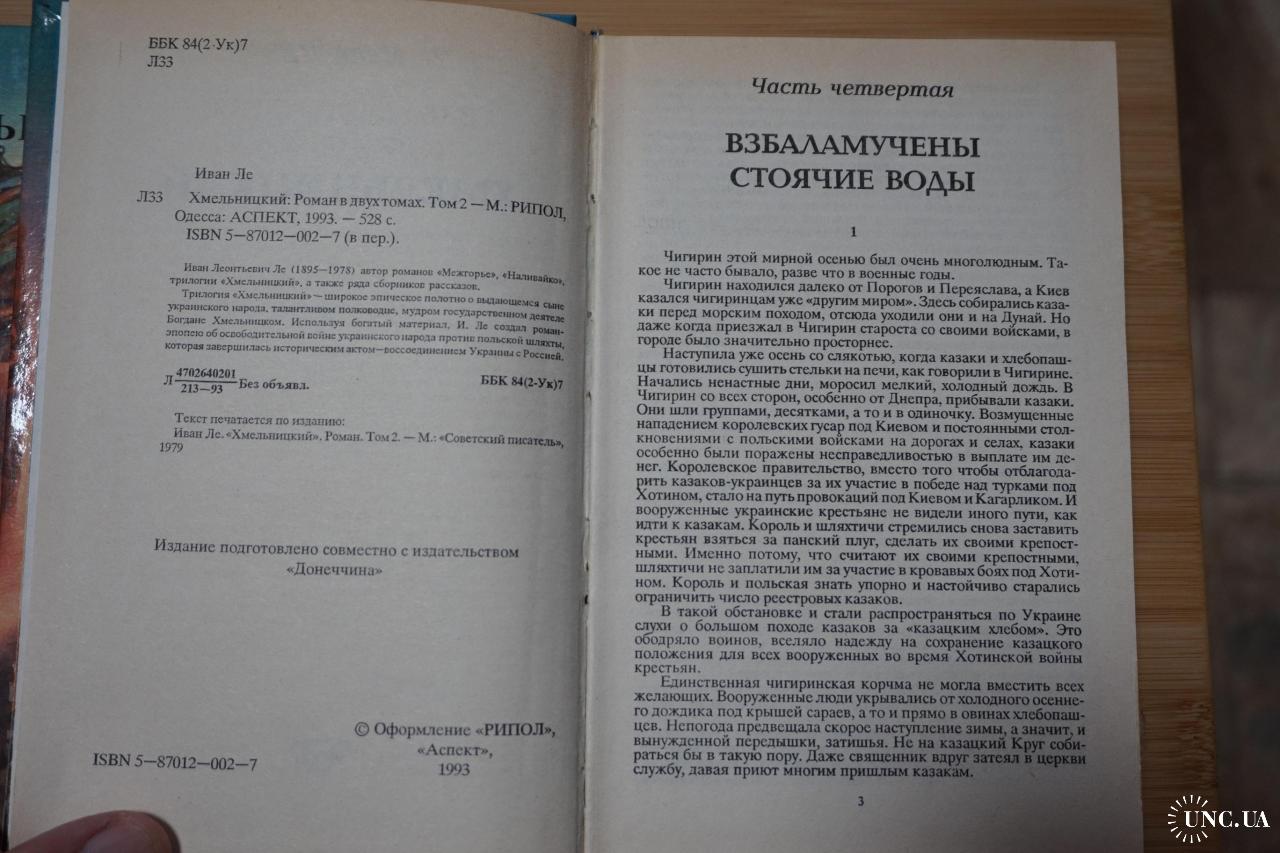 ББК 84(2-Ук)7
Л33
Иван Ле
Л33 Хмельницкий: Роман в двух томах. Том 2 — М.: РИПОЛ,
Одесса: АСПЕКТ, 1993. — 528 с.
ISBN 5—87012—002—7 (в пер.).
Иван Леонтьевич Ле (1895—1978) автор романов «Межгорье», «Наливайко»,
трилогии «Хмельницкий», а также ряда сборников рассказов.
Трилогия «Хмельницкий» — широкое эпическое полотно о выдающемся сыне
украинского народа, талантливом полководце, мудром государственном деятеле
Богдане Хмельницком. Используя богатый материал, И. Ле создал роман-
эпопею об освободительной войне украинского народа против польской шляхты,
которая завершилась историческим актом—воссоединением Украины с Россией.
Л 4702640201
213—93 Без объявл. ББК 84(2-Ук)7
Текст печатается по изданию:
Иван Ле. «Хмельницкий». Роман. Том 2. — М.: «Советский писатель»,
1979
Издание подготовлено совместно с издательством
«Донеччина»
© Оформление «РИПОЛ»,
«Аспект»,
1993
ISBN 5—87012—002—7
Часть четвертая
ВЗБАЛАМУЧЕНЫ
СТОЯЧИЕ ВОДЫ
1
Чигирин этой мирной осенью был очень многолюдным. Та-
кое не часто бывало, разве что в военные годы.
Чигирин находился далеко от Порогов и Переяслава, а Киев
казался чигиринцам уже «другим миром». Здесь собирались каза-
ки перед морским походом, отсюда уходили они и на Дунай. Но
даже когда приезжал в Чигирин староста со своими войсками, в
городе было значительно просторнее.
Наступила уже осень со слякотью, когда казаки и хлебопаш-
цы готовились сушить стельки на печи, как говорили в Чигирине.
Начались ненастные дни, моросил мелкий, холодный дождь. В
Чигирин со всех сторон, особенно от Днепра, прибывали казаки.
Они шли группами, десятками, а то и в одиночку. Возмущенные
нападением королевских гусар под Киевом и постоянными стол-
кновениями с польскими войсками на дорогах и селах, казаки
особенно были поражены несправедливостью в выплате им де-
нег. Королевское правительство, вместо того чтобы отблагода-
рить казаков-украинцев за их участие в победе над турками под
Хотином, стало на путь провокаций под Киевом и Кагарликом. И
вооруженные украинские крестьяне не видели иного пути, как
идти к казакам. Король и шляхтичи стремились снова заставить
крестьян взяться за панский плуг, сделать их своими крепост-
ными. Именно потому, что считают их своими крепостными,
шляхтичи не заплатили им за участие в кровавых боях под Хоти-
ном. Король и польская знать упорно и настойчиво старались
ограничить число реестровых казаков.
В такой обстановке и стали распространяться по Украине
слухи о большом походе казаков за «казацким хлебом». Это
ободряло воинов, вселяло надежду на сохранение казацкого
положения для всех вооруженных во время Хотинской войны
крестьян.
Единственная чигиринская корчма не могла вместить всех
желающих. Вооруженные люди укрывались от холодного осенне-
го дождика под крышей сараев, а то и прямо в овинах хлебопаш-
цев. Непогода предвещала скорое наступление зимы, а значит, и
вынужденной передышки, затишья. Не на казацкий Круг соби-
раться бы в такую пору. Даже священник вдруг затеял в церкви
службу, давая приют многим пришлым казакам.
3
UNC.UA